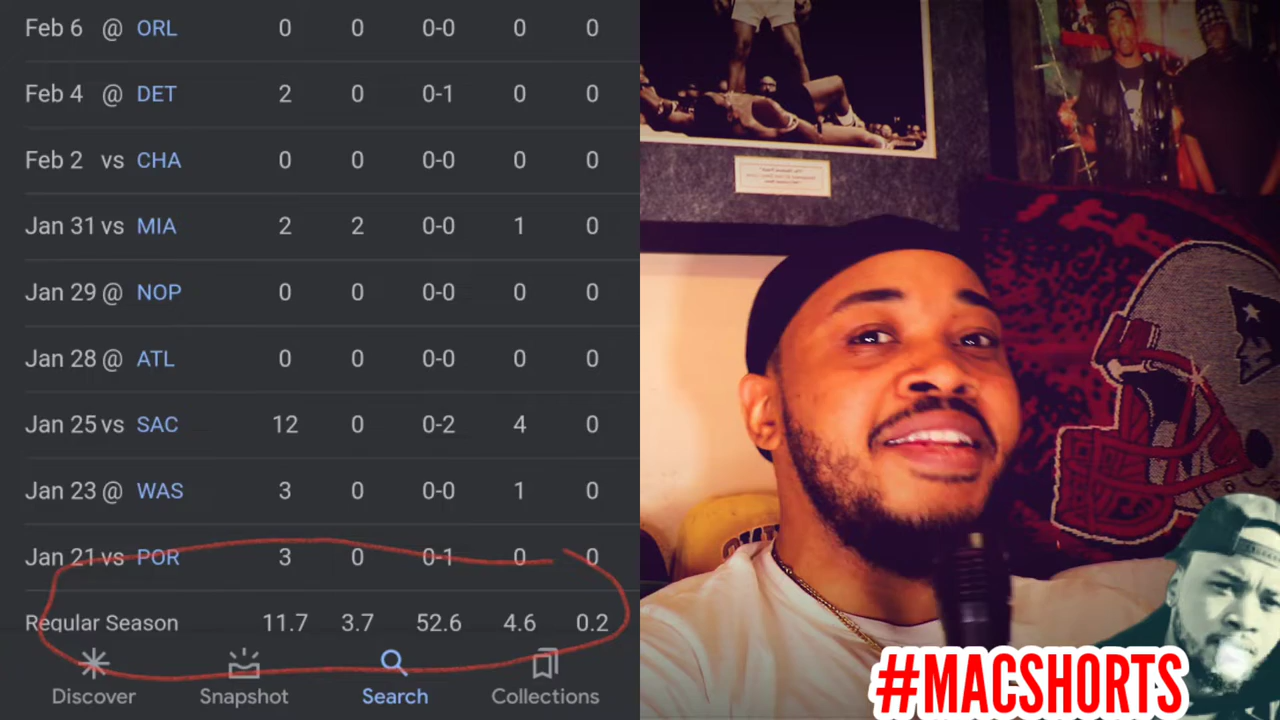 Feb 6 @ ORL 0 0 0-0 0 0
Feb 4 @ DET 2 0 0-1 0 0
Feb 2 vs CHA 0 0 0-0 0 0
Jan 31 vs MIA 2 2 0-0 1 0
Jan 29 @ NOP 0 0 0-0 0 0
Jan 28 @ ATL 0 0 0-0 0 0
Jan 25 vs SAC 12 0 0-2 4 0
Jan 23 @ WAS 3 0 0-0 1 0
Jan 21 vs POR 3 0 0-1 0 0
Regular Season 11.7 3.7 52.6 4.6 0.2
Discover Snapshot Search Collections
#MACSHORTS